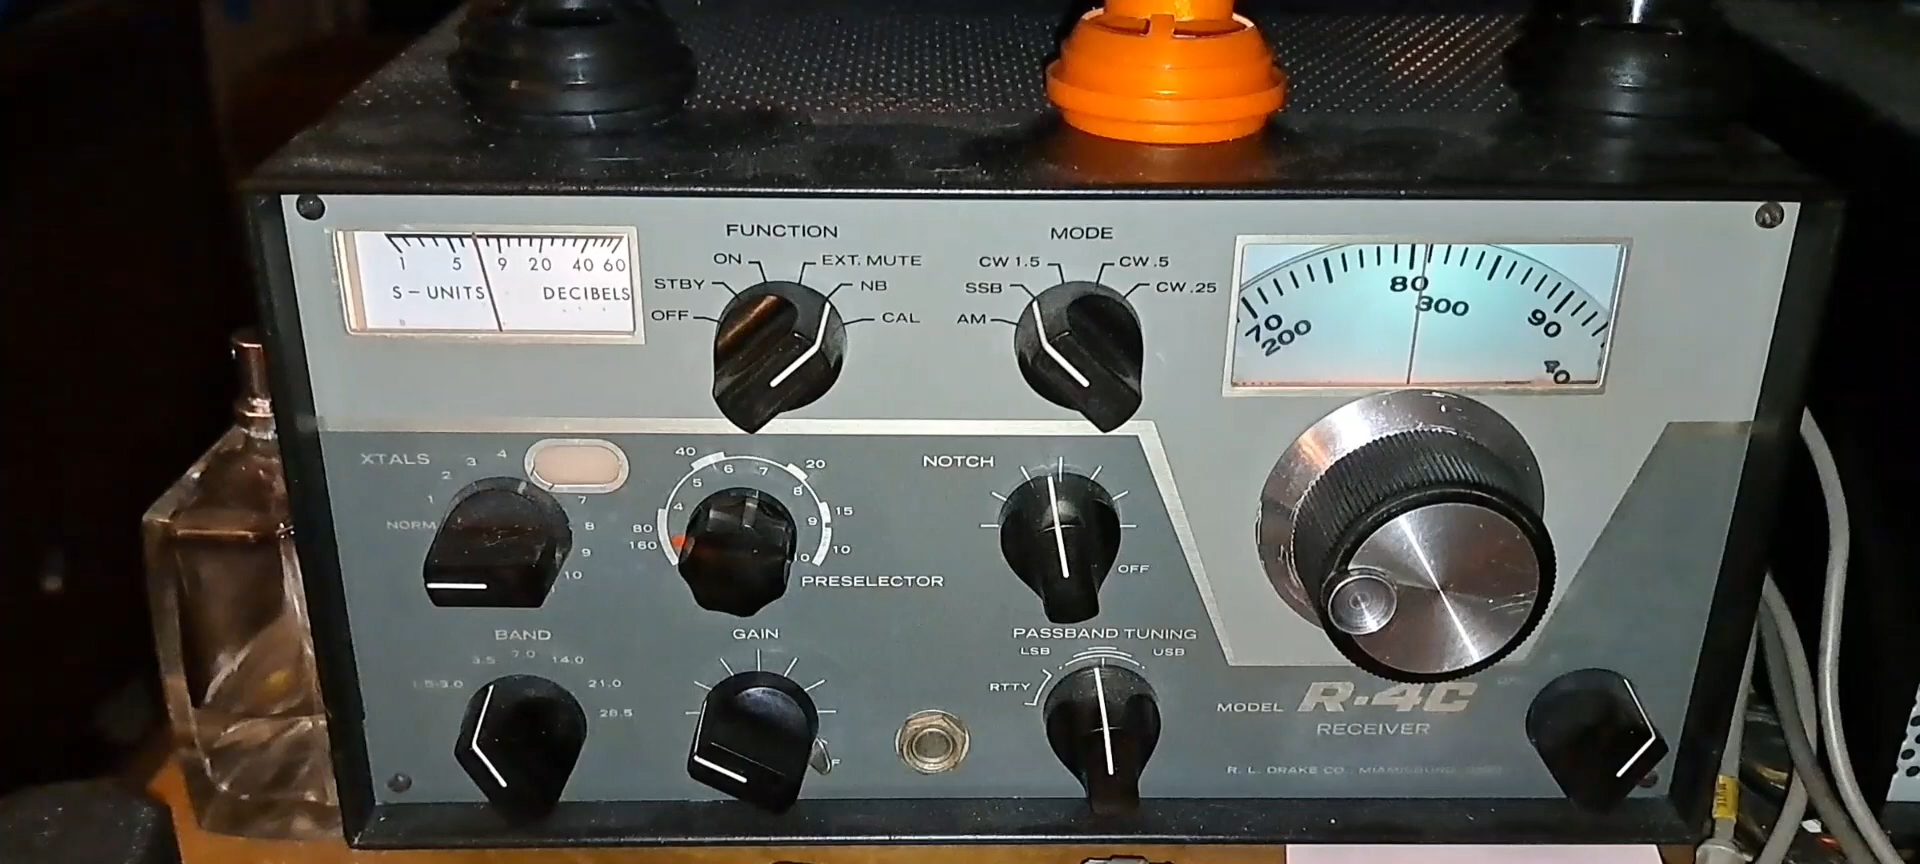 FUNCTION
ON EXT. MUTE
STBY NB
OFF CAL
MODE
CW 1.5 CW .5
SSB CW .25
AM
1 5 9 20 40 60
S-UNITS DECIBELS
70 80 90
200 300
40
XTALS
NORM 1 2 3 4 7 8 9 10
40 20
80 15
160 10
4 5 6 7 8 9 10
PRESELECTOR
NOTCH
OFF
BAND
1.5-3.0 3.5 7.0 14.0 21.0 28.5
GAIN
PASSBAND TUNING
LSB USB
RTTY
MODEL R-4C
RECEIVER
R. L. DRAKE CO. MIAMISBURG, OHIO
MUTE